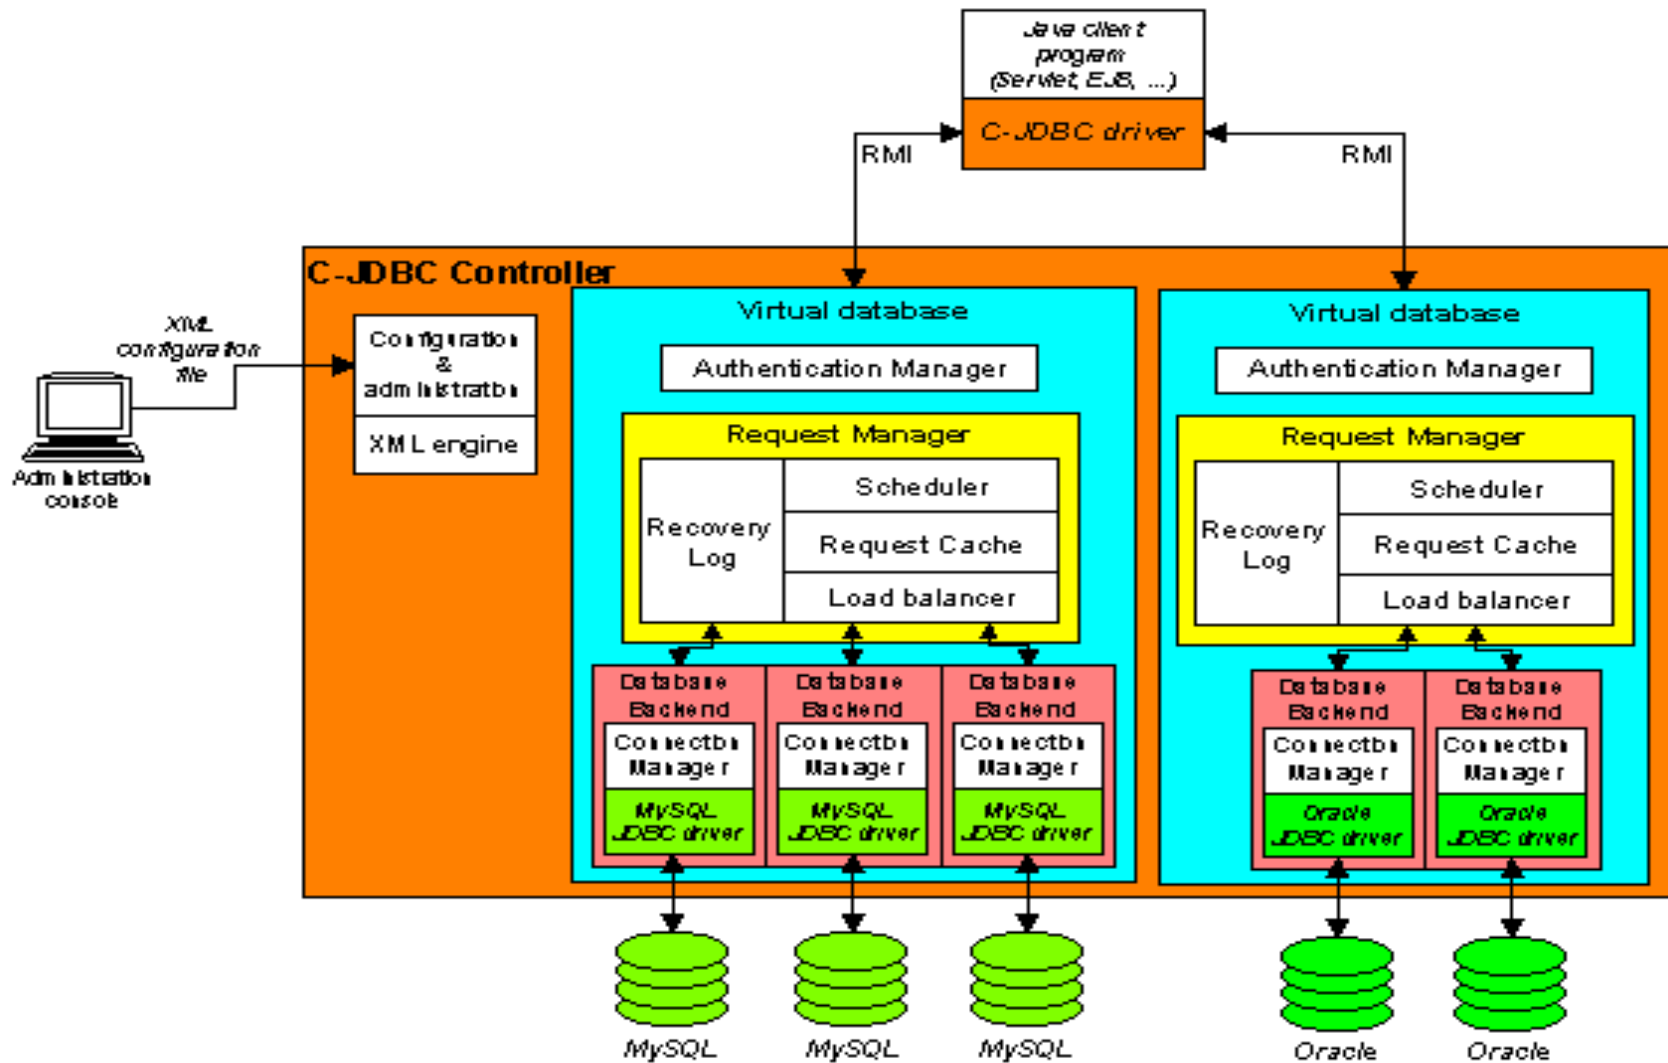 Java client
program
(Servlet, EJB, ...)
C-JDBC driver
RMI
RMI
C-JDBC Controller
XML
configuration
file
Administration
console
Configuration
&
administration
XML engine
Virtual database
Authentication Manager
Request Manager
Recovery
Log
Scheduler
Request Cache
Load balancer
Database
Backend
Connection
Manager
MySQL
JDBC driver
Database
Backend
Connection
Manager
MySQL
JDBC driver
Database
Backend
Connection
Manager
MySQL
JDBC driver
Virtual database
Authentication Manager
Request Manager
Recovery
Log
Scheduler
Request Cache
Load balancer
Database
Backend
Connection
Manager
Oracle
JDBC driver
Database
Backend
Connection
Manager
Oracle
JDBC driver
MySQL
MySQL
MySQL
Oracle
Oracle